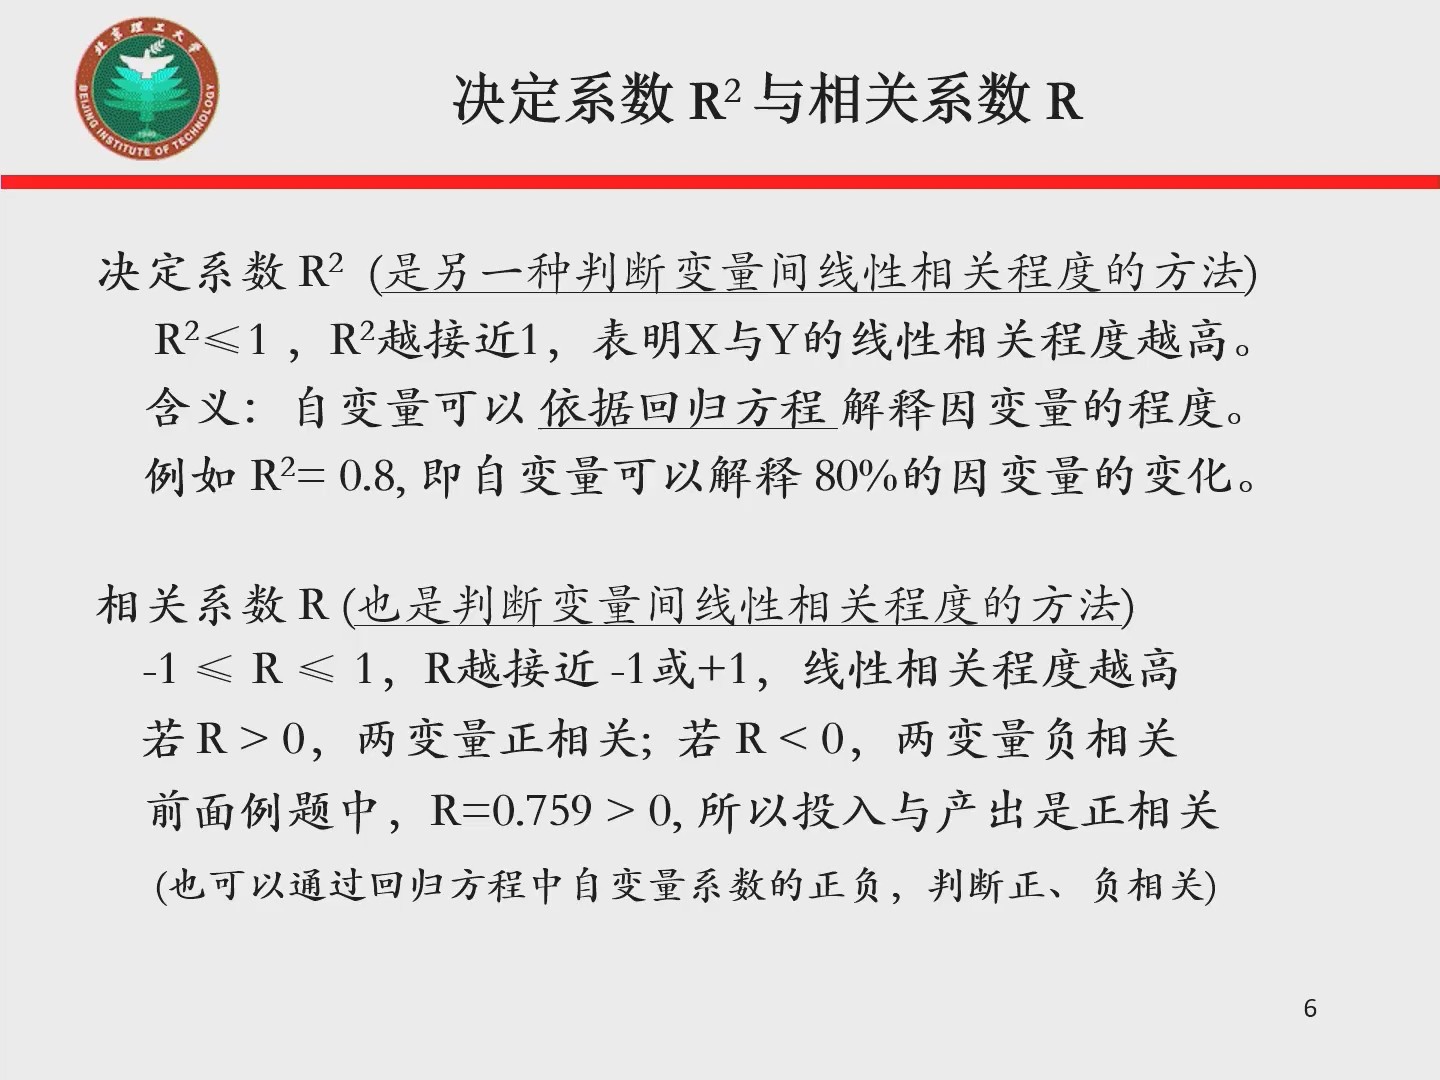 北京理工大学
BEIJING INSTITUTE OF TECHNOLOGY
1940
决定系数 R² 与相关系数 R
决定系数 R² (是另一种判断变量间线性相关程度的方法)
R²≤1 ，R²越接近1，表明X与Y的线性相关程度越高。
含义：自变量可以 依据回归方程 解释因变量的程度。
例如 R²= 0.8, 即自变量可以解释 80%的因变量的变化。
相关系数 R (也是判断变量间线性相关程度的方法)
-1 ≤ R ≤ 1，R越接近 -1或+1，线性相关程度越高
若 R > 0，两变量正相关; 若 R < 0，两变量负相关
前面例题中，R=0.759 > 0, 所以投入与产出是正相关
(也可以通过回归方程中自变量系数的正负，判断正、负相关)
6